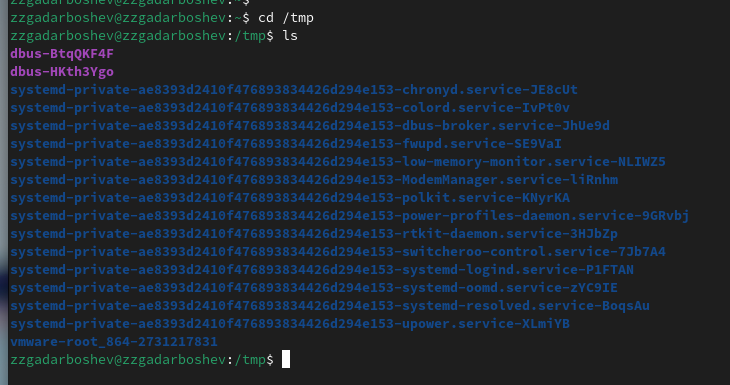 zzgadarboshev@zzgadarboshev:~$
zzgadarboshev@zzgadarboshev:~$ cd /tmp
zzgadarboshev@zzgadarboshev:/tmp$ ls
dbus-BtqQKF4F
dbus-HKth3Ygo
systemd-private-ae8393d2410f476893834426d294e153-chronyd.service-JE8cUt
systemd-private-ae8393d2410f476893834426d294e153-colord.service-IvPt0v
systemd-private-ae8393d2410f476893834426d294e153-dbus-broker.service-JhUe9d
systemd-private-ae8393d2410f476893834426d294e153-fwupd.service-SE9VaI
systemd-private-ae8393d2410f476893834426d294e153-low-memory-monitor.service-NLIWZ5
systemd-private-ae8393d2410f476893834426d294e153-ModemManager.service-liRnhm
systemd-private-ae8393d2410f476893834426d294e153-polkit.service-KNyrKA
systemd-private-ae8393d2410f476893834426d294e153-power-profiles-daemon.service-9GRvbj
systemd-private-ae8393d2410f476893834426d294e153-rtkit-daemon.service-3HJbZp
systemd-private-ae8393d2410f476893834426d294e153-switcheroo-control.service-7Jb7A4
systemd-private-ae8393d2410f476893834426d294e153-systemd-logind.service-P1FTAN
systemd-private-ae8393d2410f476893834426d294e153-systemd-oomd.service-zYC9IE
systemd-private-ae8393d2410f476893834426d294e153-systemd-resolved.service-BoqsAu
systemd-private-ae8393d2410f476893834426d294e153-upower.service-XLmiYB
vmware-root_864-2731217831
zzgadarboshev@zzgadarboshev:/tmp$